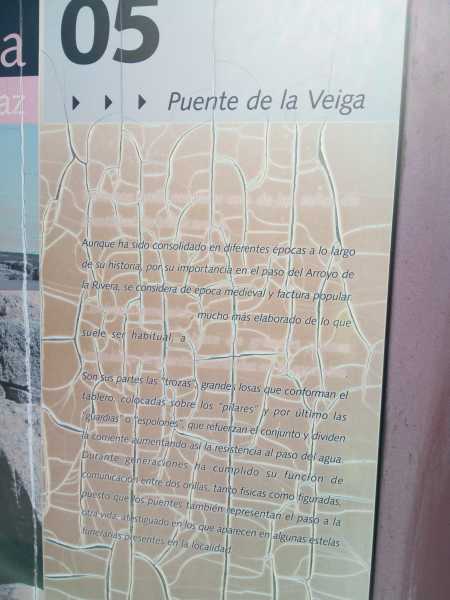 a
az
05
Puente de la Veiga
Aunque ha sido consolidado en diferentes épocas a lo largo
de su historia, por su importancia en el paso del Arroyo de
la Rivera, se considera de época medieval y factura popular
mucho más elaborado de lo que
suele ser habitual, a
Son sus partes las "trozas", grandes losas que conforman el
tablero, colocadas sobre los "pilares" y por último las
"guardias" o "espolones", que refuerzan el conjunto y dividen
la corriente aumentando así la resistencia al paso del agua.
Durante generaciones ha cumplido su función de
comunicación entre dos orillas, tanto físicas como figuradas,
puesto que los puentes también representan el paso a la
otra vida, atestiguado en los que aparecen en algunas estelas
funerarias presentes en la localidad